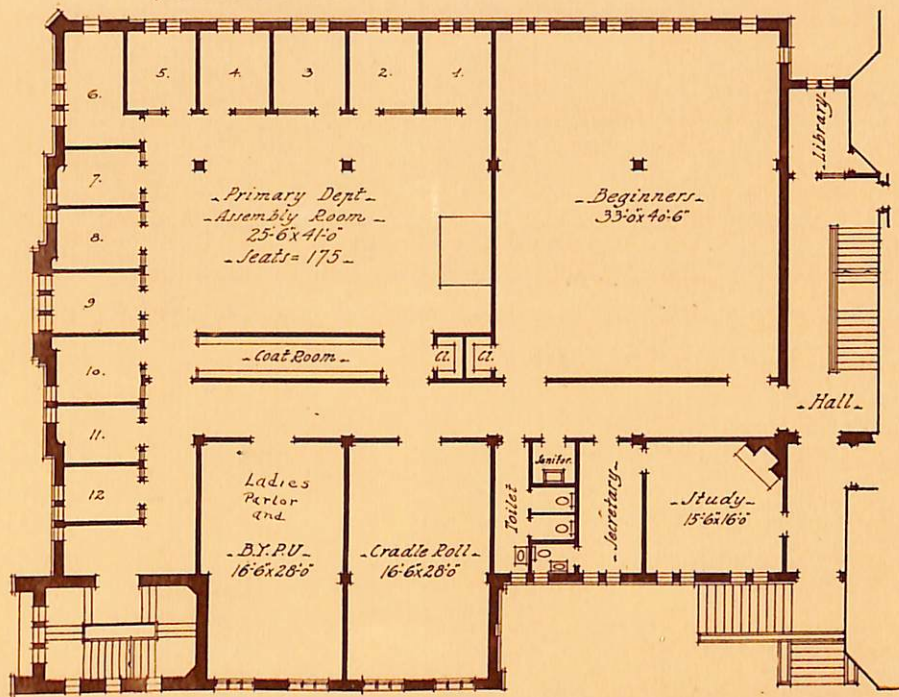 6.
5.
4.
3
2.
1.
Library
7.
8.
9
10.
11.
12
Primary Dept
Assembly Room
25'-6"x41'-0"
Seats = 175
Beginners
33'-0"x40'-6"
Coat Room
Cl.
Cl.
Hall
Ladies
Parlor
and
B.Y.P.U
16'-6"x28'-0"
Cradle Roll
16'-6"x28'-0"
Toilet
Janitor.
Secretary
Study
15'-6"x16'-0"